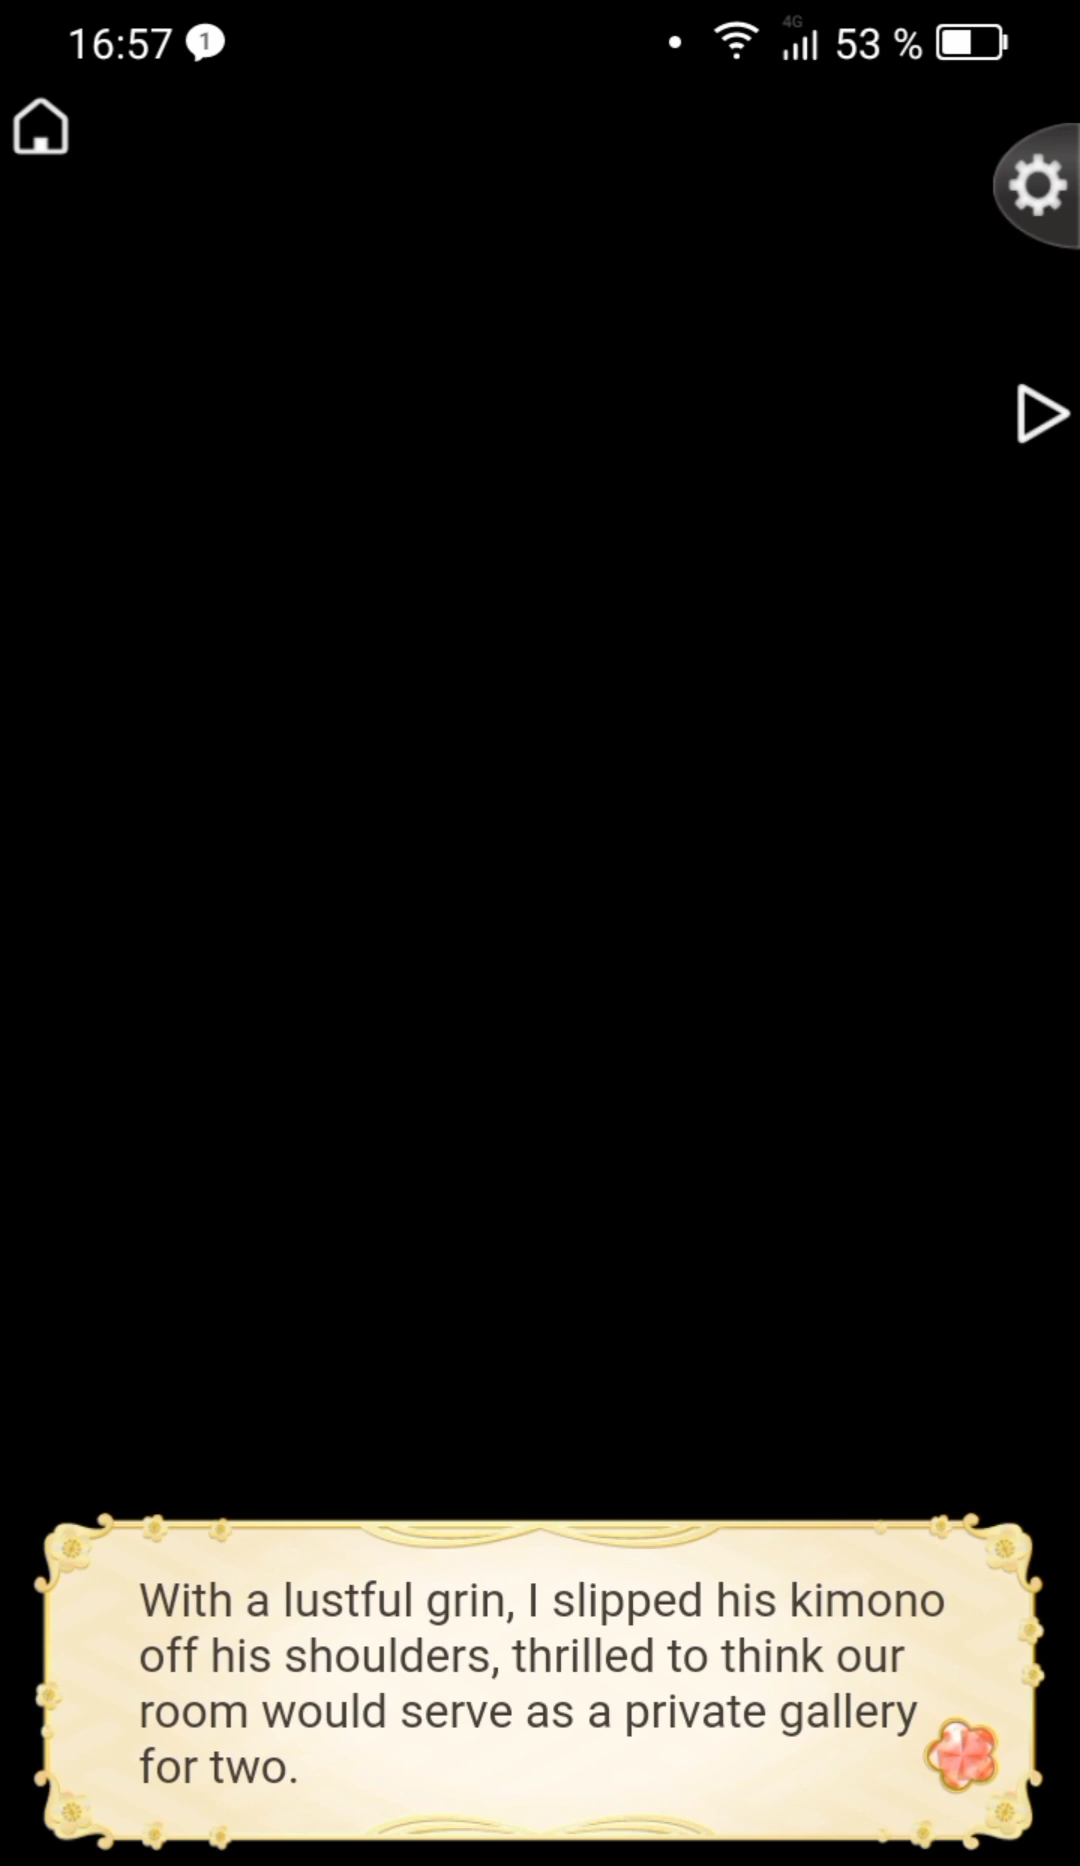 16:57 1 4G 53 %
With a lustful grin, I slipped his kimono
off his shoulders, thrilled to think our
room would serve as a private gallery
for two.